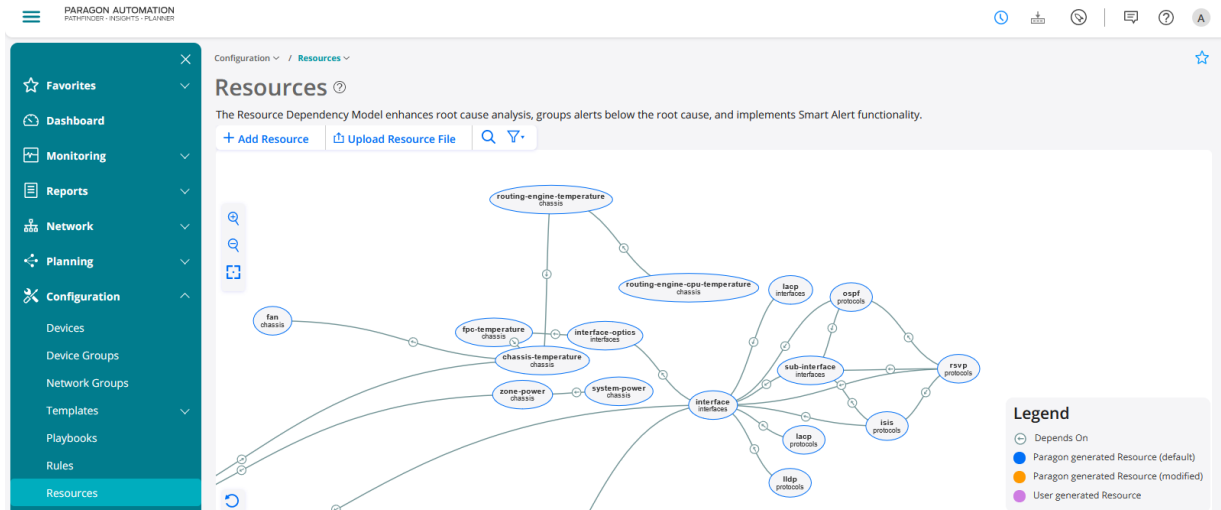 PARAGON AUTOMATION
PATHFINDER • INSIGHTS • PLANNER
A
Favorites
Dashboard
Monitoring
Reports
Network
Planning
Configuration
Devices
Device Groups
Network Groups
Templates
Playbooks
Rules
Resources
Configuration / Resources
Resources
The Resource Dependency Model enhances root cause analysis, groups alerts below the root cause, and implements Smart Alert functionality.
+ Add Resource Upload Resource File
routing-engine-temperature
chassis
routing-engine-cpu-temperature
chassis
lacp
interfaces
ospf
protocols
fan
chassis
fpc-temperature
chassis
interface-optics
interfaces
chassis-temperature
chassis
sub-interface
interfaces
rsvp
protocols
zone-power
chassis
system-power
chassis
interface
interfaces
isis
protocols
lacp
protocols
lldp
protocols
Legend
Depends On
Paragon generated Resource (default)
Paragon generated Resource (modified)
User generated Resource